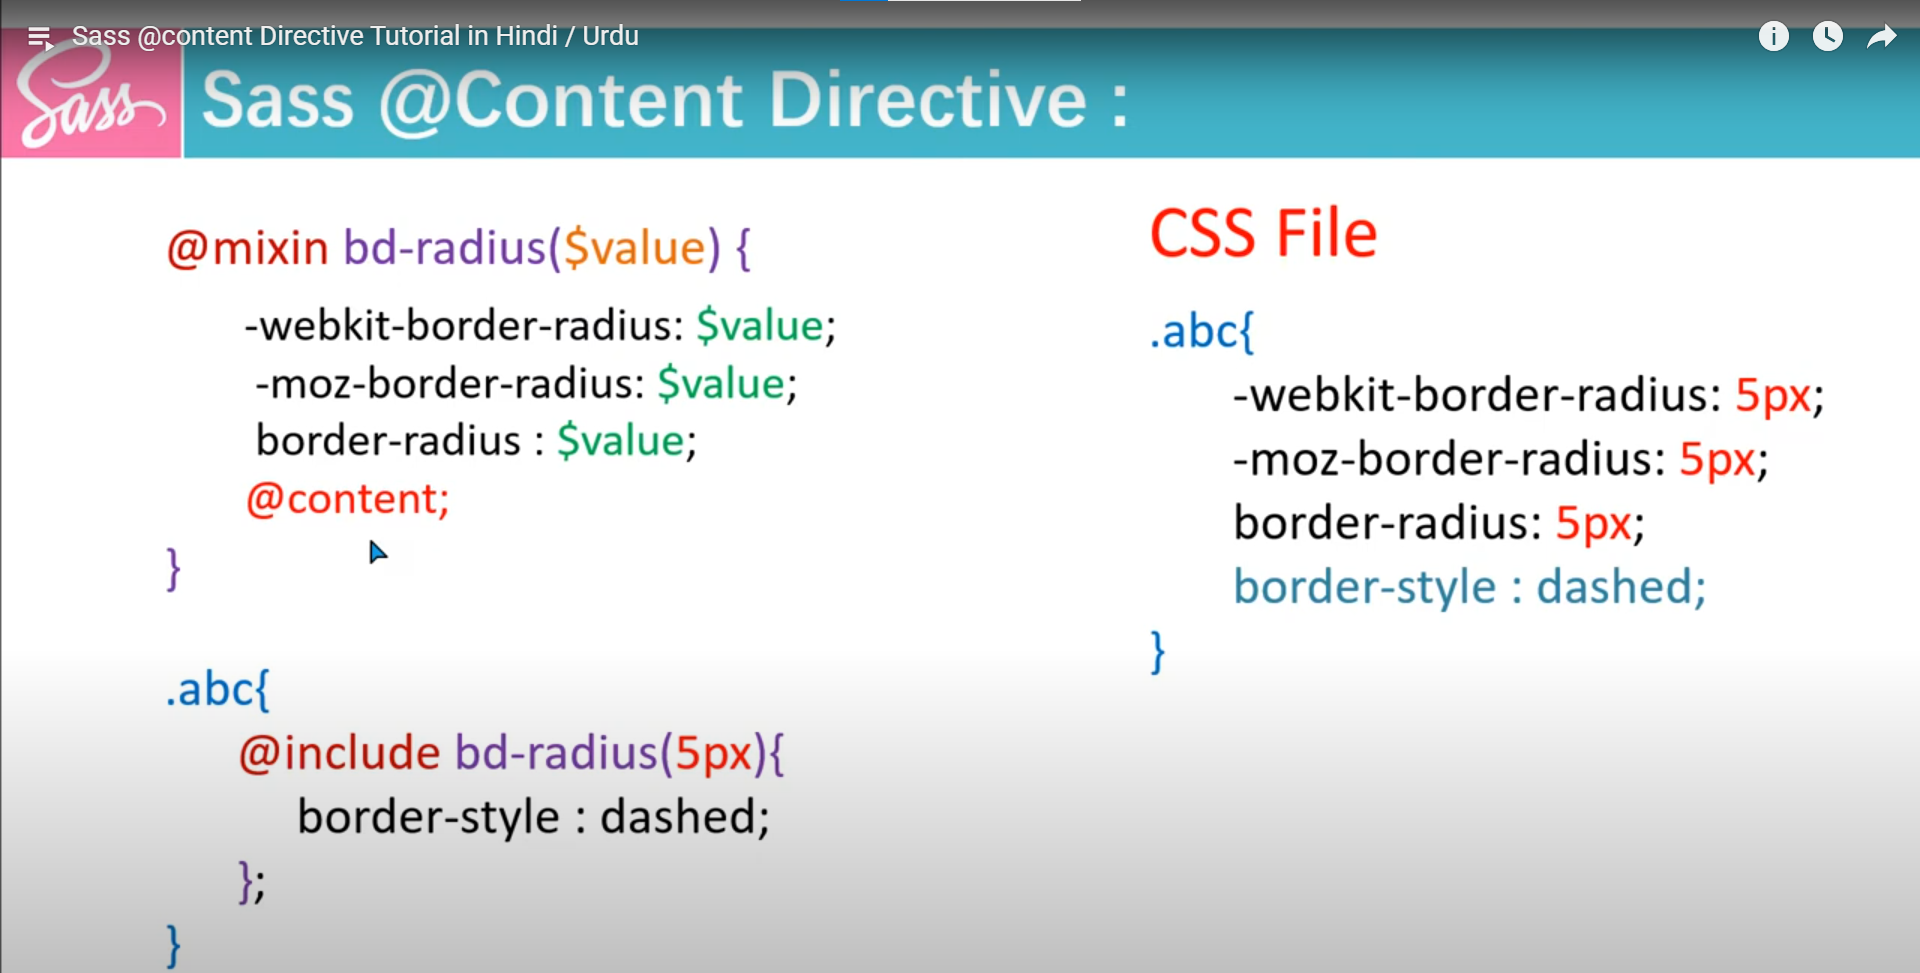 Sass @content Directive Tutorial in Hindi / Urdu
Sass
Sass @Content Directive :
@mixin bd-radius($value) {
-webkit-border-radius: $value;
-moz-border-radius: $value;
border-radius : $value;
@content;
}
.abc{
@include bd-radius(5px){
border-style : dashed;
};
}
CSS File
.abc{
-webkit-border-radius: 5px;
-moz-border-radius: 5px;
border-radius: 5px;
border-style : dashed;
}